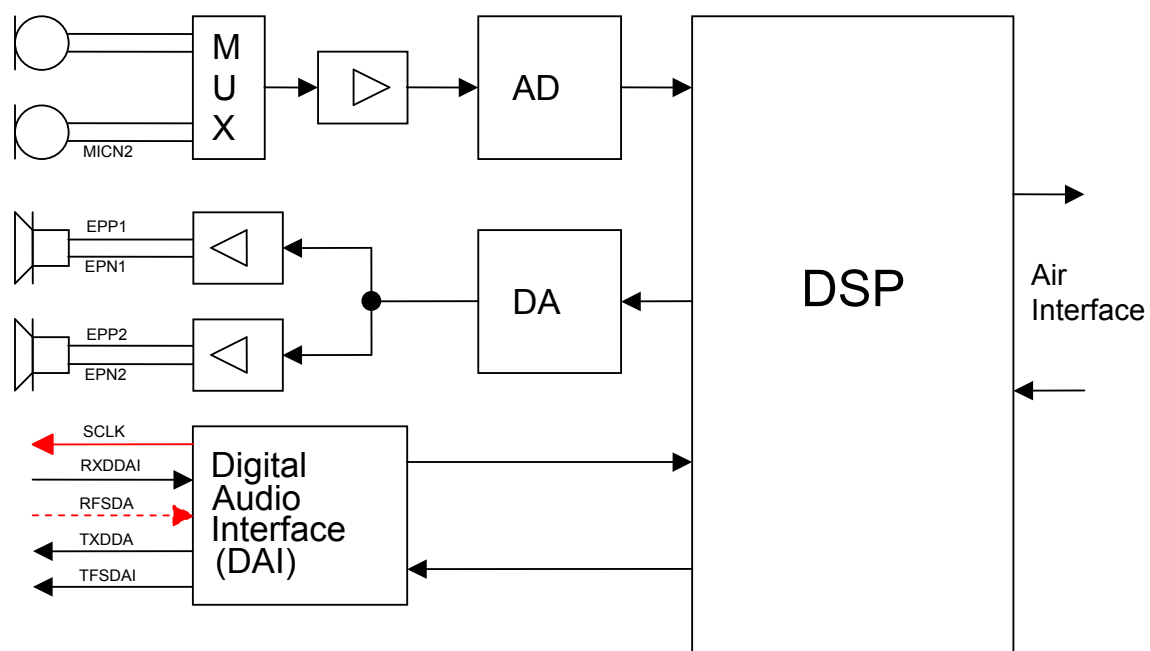 M
U
X
MICN2
AD
EPP1
EPN1
EPP2
EPN2
DA
DSP
Air
Interface
SCLK
RXDDAI
RFSDA
TXDDA
TFSDAI
Digital
Audio
Interface
(DAI)